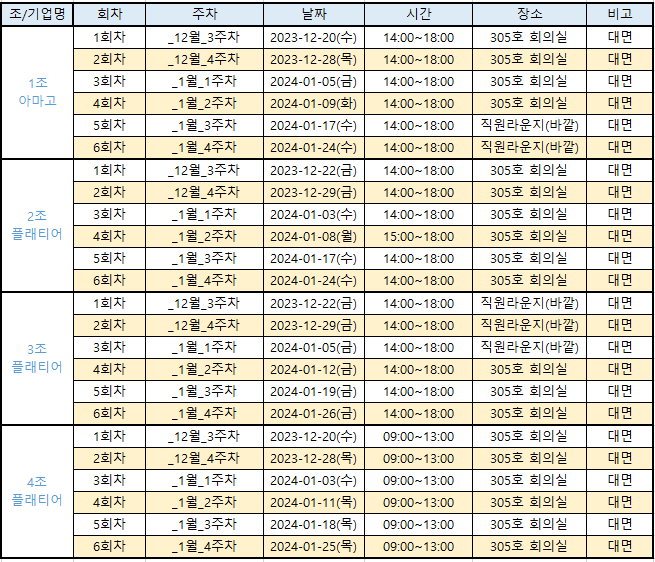 조/기업명 회차 주차 날짜 시간 장소 비고
1회차 _12월_3주차 2023-12-20(수) 14:00~18:00 305호 회의실 대면
2회차 _12월_4주차 2023-12-28(목) 14:00~18:00 305호 회의실 대면
1조 3회차 _1월_1주차 2024-01-05(금) 14:00~18:00 305호 회의실 대면
아마고 4회차 _1월_2주차 2024-01-09(화) 14:00~18:00 305호 회의실 대면
5회차 _1월_3주차 2024-01-17(수) 14:00~18:00 직원라운지(바깥) 대면
6회차 _1월_4주차 2024-01-24(수) 14:00~18:00 직원라운지(바깥) 대면
1회차 _12월_3주차 2023-12-22(금) 14:00~18:00 305호 회의실 대면
2회차 _12월_4주차 2023-12-29(금) 14:00~18:00 305호 회의실 대면
2조 3회차 _1월_1주차 2024-01-03(수) 14:00~18:00 305호 회의실 대면
플래티어 4회차 _1월_2주차 2024-01-08(월) 15:00~18:00 305호 회의실 대면
5회차 _1월_3주차 2024-01-17(수) 14:00~18:00 305호 회의실 대면
6회차 _1월_4주차 2024-01-24(수) 14:00~18:00 305호 회의실 대면
1회차 _12월_3주차 2023-12-22(금) 14:00~18:00 직원라운지(바깥) 대면
2회차 _12월_4주차 2023-12-29(금) 14:00~18:00 직원라운지(바깥) 대면
3조 3회차 _1월_1주차 2024-01-05(금) 14:00~18:00 직원라운지(바깥) 대면
플래티어 4회차 _1월_2주차 2024-01-12(금) 14:00~18:00 305호 회의실 대면
5회차 _1월_3주차 2024-01-19(금) 14:00~18:00 305호 회의실 대면
6회차 _1월_4주차 2024-01-26(금) 14:00~18:00 305호 회의실 대면
1회차 _12월_3주차 2023-12-20(수) 09:00~13:00 305호 회의실 대면
2회차 _12월_4주차 2023-12-28(목) 09:00~13:00 305호 회의실 대면
4조 3회차 _1월_1주차 2024-01-03(수) 09:00~13:00 305호 회의실 대면
플래티어 4회차 _1월_2주차 2024-01-11(목) 09:00~13:00 305호 회의실 대면
5회차 _1월_3주차 2024-01-18(목) 09:00~13:00 305호 회의실 대면
6회차 _1월_4주차 2024-01-25(목) 09:00~13:00 305호 회의실 대면